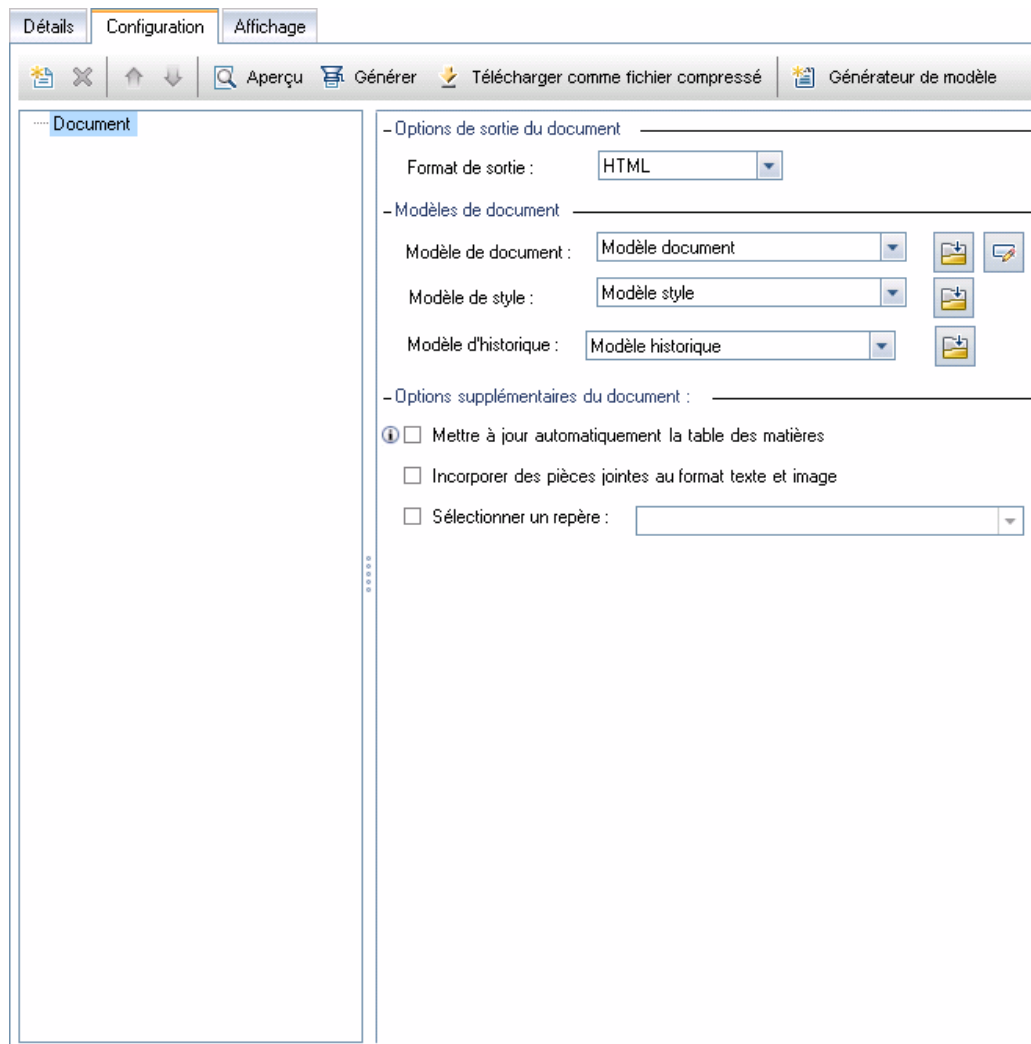 Détails Configuration Affichage
Aperçu Générer Télécharger comme fichier compressé Générateur de modèle
Document
Options de sortie du document
Format de sortie : HTML
Modèles de document
Modèle de document : Modèle document
Modèle de style : Modèle style
Modèle d'historique : Modèle historique
Options supplémentaires du document :
Mettre à jour automatiquement la table des matières
Incorporer des pièces jointes au format texte et image
Sélectionner un repère :